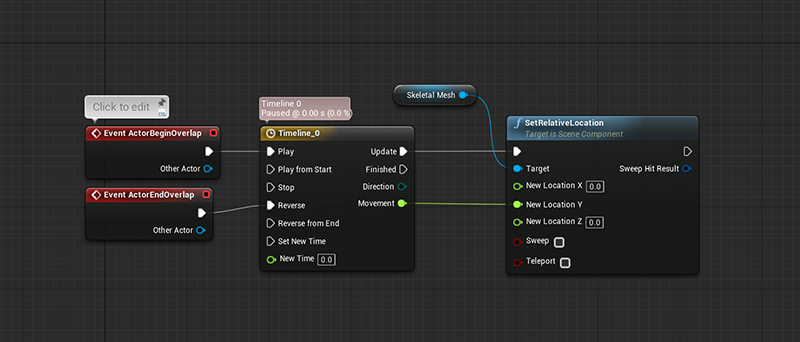 Click to edit
Event ActorBeginOverlap
Other Actor
Event ActorEndOverlap
Other Actor
Timeline 0
Paused @ 0.00 s (0.0 %)
Timeline_0
Play
Update
Play from Start
Finished
Stop
Direction
Reverse
Movement
Reverse from End
Set New Time
New Time 0.0
Skeletal Mesh
SetRelativeLocation
Target is Scene Component
Target
Sweep Hit Result
New Location X 0.0
New Location Y
New Location Z 0.0
Sweep
Teleport